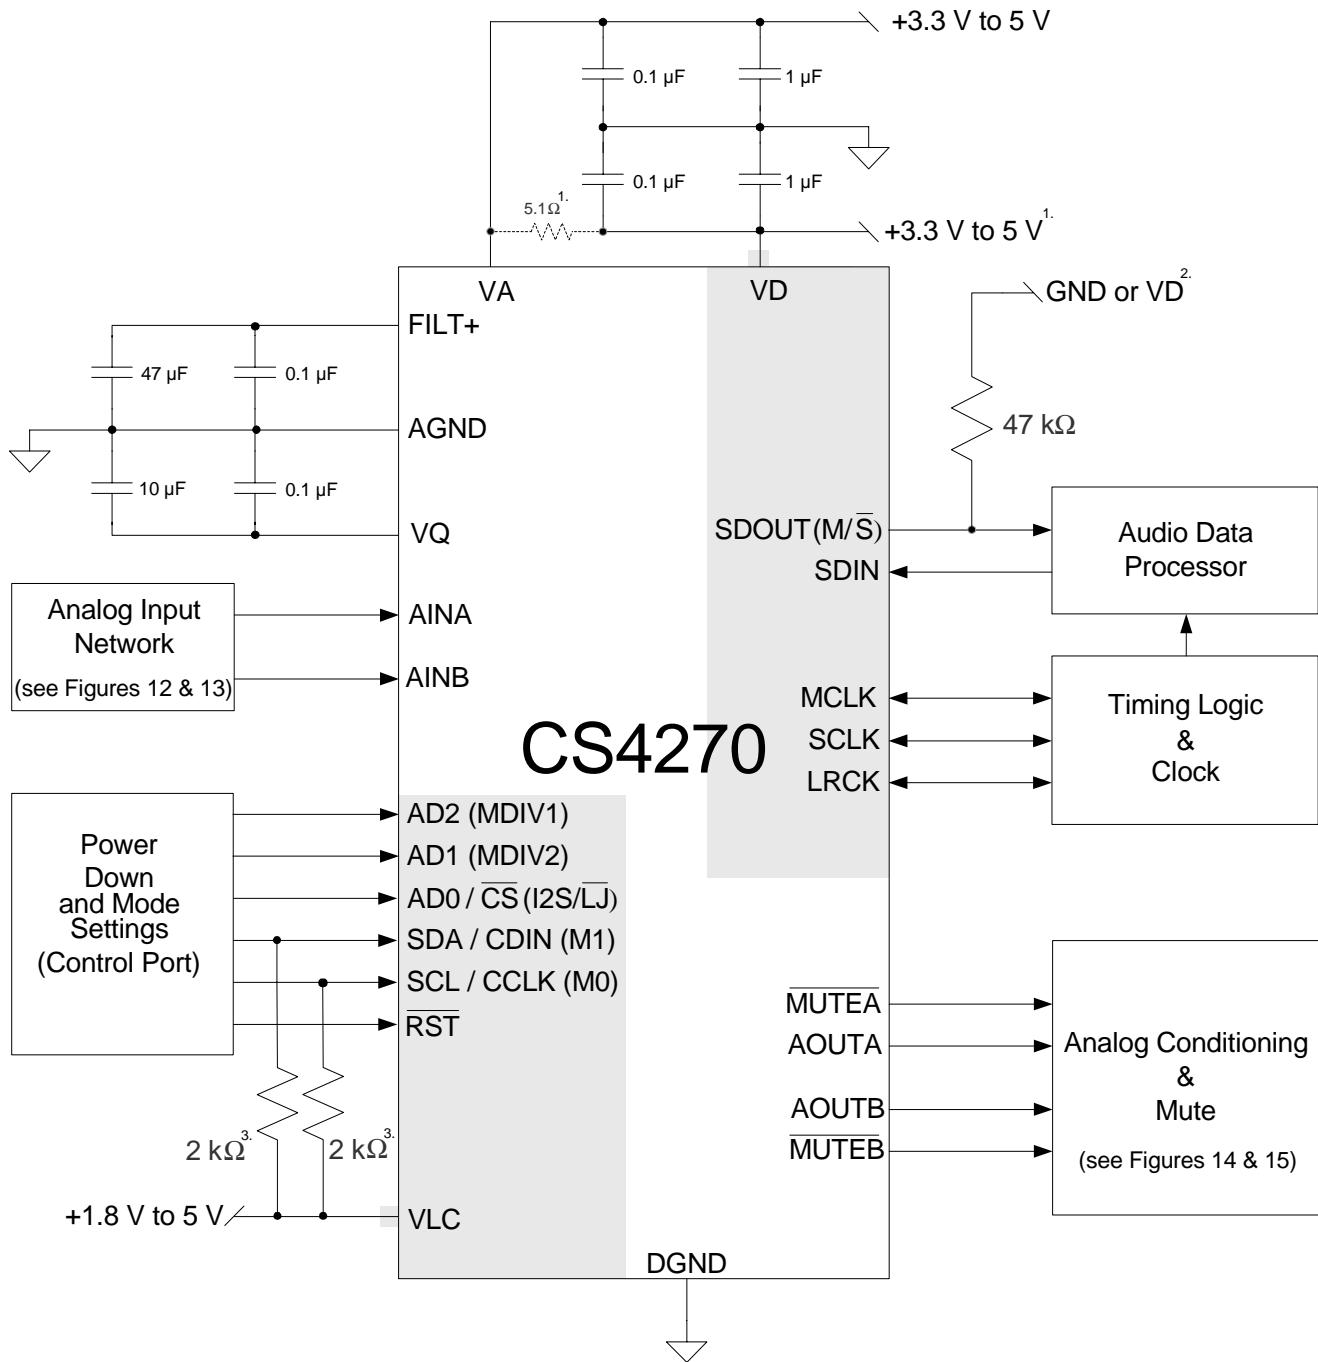 +3.3 V to 5 V
0.1 µF
1 µF
0.1 µF
1 µF
5.1Ω1.
+3.3 V to 5 V1.
VA
VD
GND or VD2.
FILT+
47 µF
0.1 µF
47 kΩ
AGND
10 µF
0.1 µF
VQ
SDOUT (M/S̅)
SDIN
Audio Data
Processor
Analog Input
Network
(see Figures 12 & 13)
AINA
AINB
MCLK
SCLK
LRCK
Timing Logic
&
Clock
CS4270
Power
Down
and Mode
Settings
(Control Port)
AD2 (MDIV1)
AD1 (MDIV2)
AD0 / C̅S̅ (I2S/L̅J̅)
SDA / CDIN (M1)
SCL / CCLK (M0)
R̅S̅T̅
M̅U̅T̅E̅A̅
AOUTA
AOUTB
M̅U̅T̅E̅B̅
Analog Conditioning
&
Mute
(see Figures 14 & 15)
2 kΩ3.
2 kΩ3.
+1.8 V to 5 V
VLC
DGND